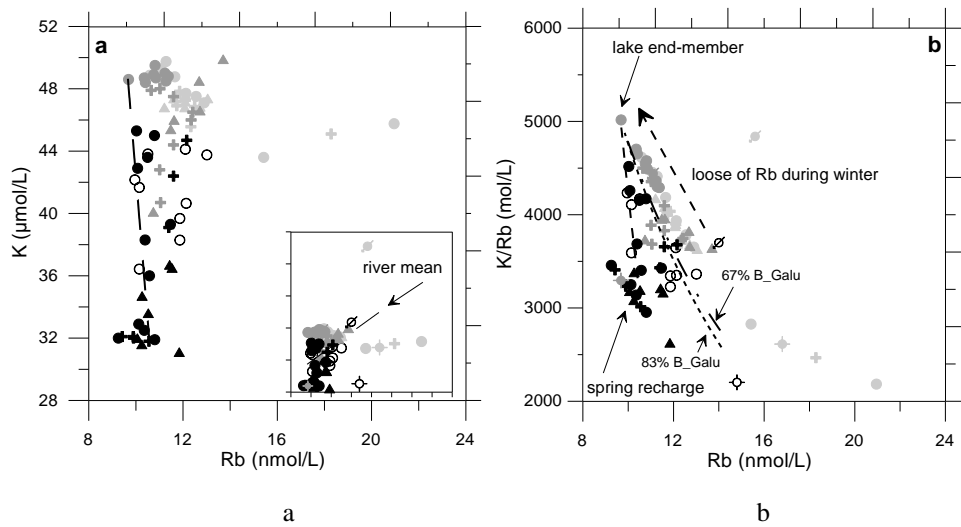 a
52
48
44
40
36
32
28
K (µmol/L)
8 12 16 20 24
Rb (nmol/L)
river mean
a
b
6000
5000
4000
3000
2000
K/Rb (mol/L)
lake end-member
loose of Rb during winter
67% B_Galu
83% B_Galu
spring recharge
8 12 16 20 24
Rb (nmol/L)
b